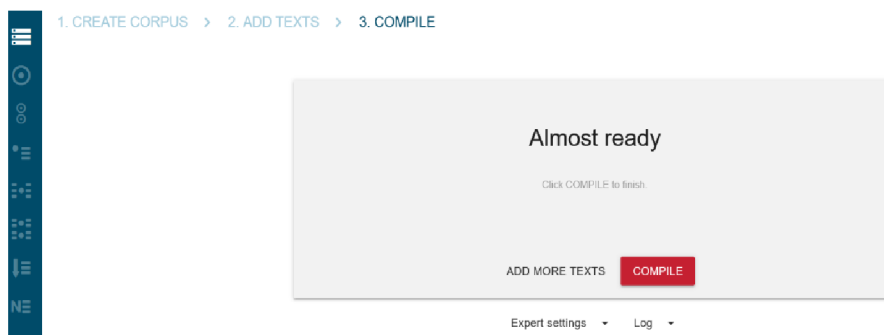 1. CREATE CORPUS > 2. ADD TEXTS > 3. COMPILE
Almost ready
Click COMPILE to finish.
ADD MORE TEXTS COMPILE
Expert settings Log
N